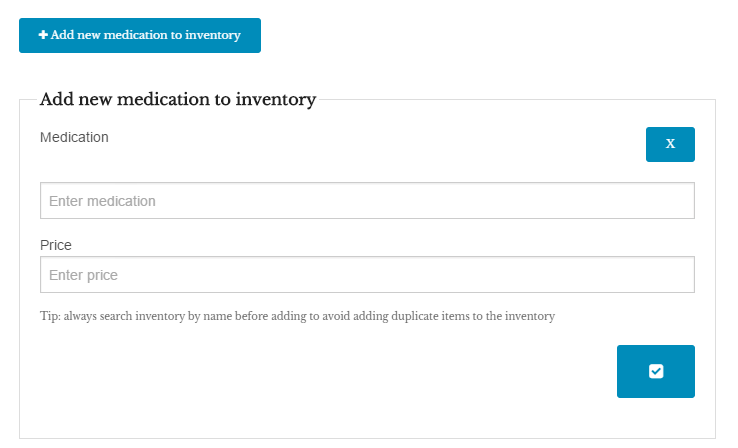 Add new medication to inventory
Add new medication to inventory
Medication
X
Enter medication
Price
Enter price
Tip: always search inventory by name before adding to avoid adding duplicate items to the inventory